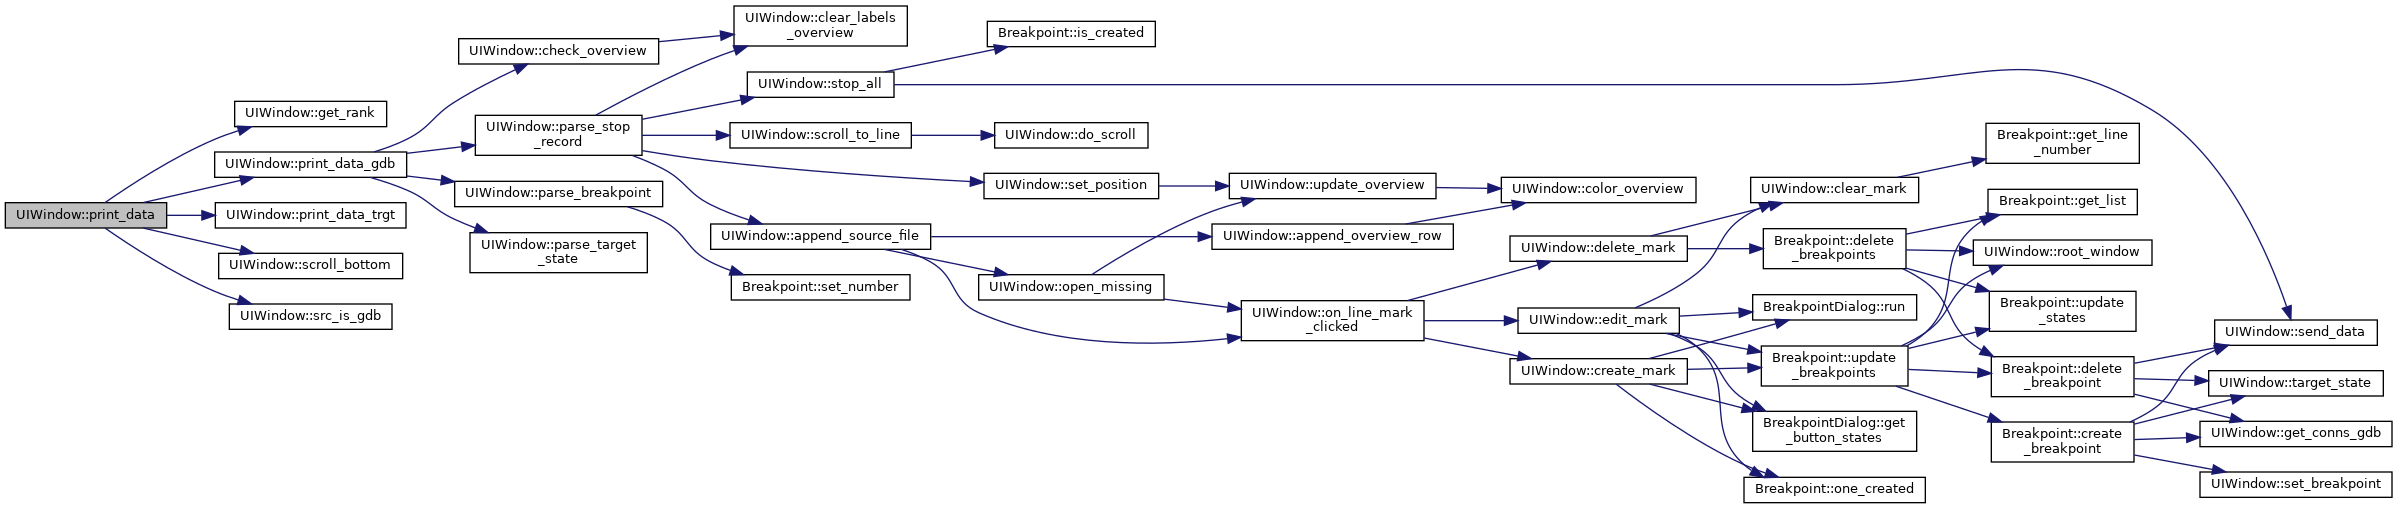 UIWindow::print_data
UIWindow::get_rank
UIWindow::print_data_gdb
UIWindow::print_data_trgt
UIWindow::scroll_bottom
UIWindow::src_is_gdb
UIWindow::check_overview
UIWindow::parse_stop
_record
UIWindow::parse_breakpoint
UIWindow::parse_target
_state
UIWindow::clear_labels
_overview
UIWindow::stop_all
UIWindow::scroll_to_line
UIWindow::append_source_file
Breakpoint::set_number
Breakpoint::is_created
UIWindow::do_scroll
UIWindow::set_position
UIWindow::open_missing
UIWindow::update_overview
UIWindow::append_overview_row
UIWindow::on_line_mark
_clicked
UIWindow::color_overview
UIWindow::delete_mark
UIWindow::edit_mark
UIWindow::create_mark
UIWindow::clear_mark
Breakpoint::delete
_breakpoints
BreakpointDialog::run
Breakpoint::update
_breakpoints
BreakpointDialog::get
_button_states
Breakpoint::one_created
Breakpoint::get_line
_number
Breakpoint::get_list
UIWindow::root_window
Breakpoint::update
_states
Breakpoint::delete
_breakpoint
Breakpoint::create
_breakpoint
UIWindow::send_data
UIWindow::target_state
UIWindow::get_conns_gdb
UIWindow::set_breakpoint